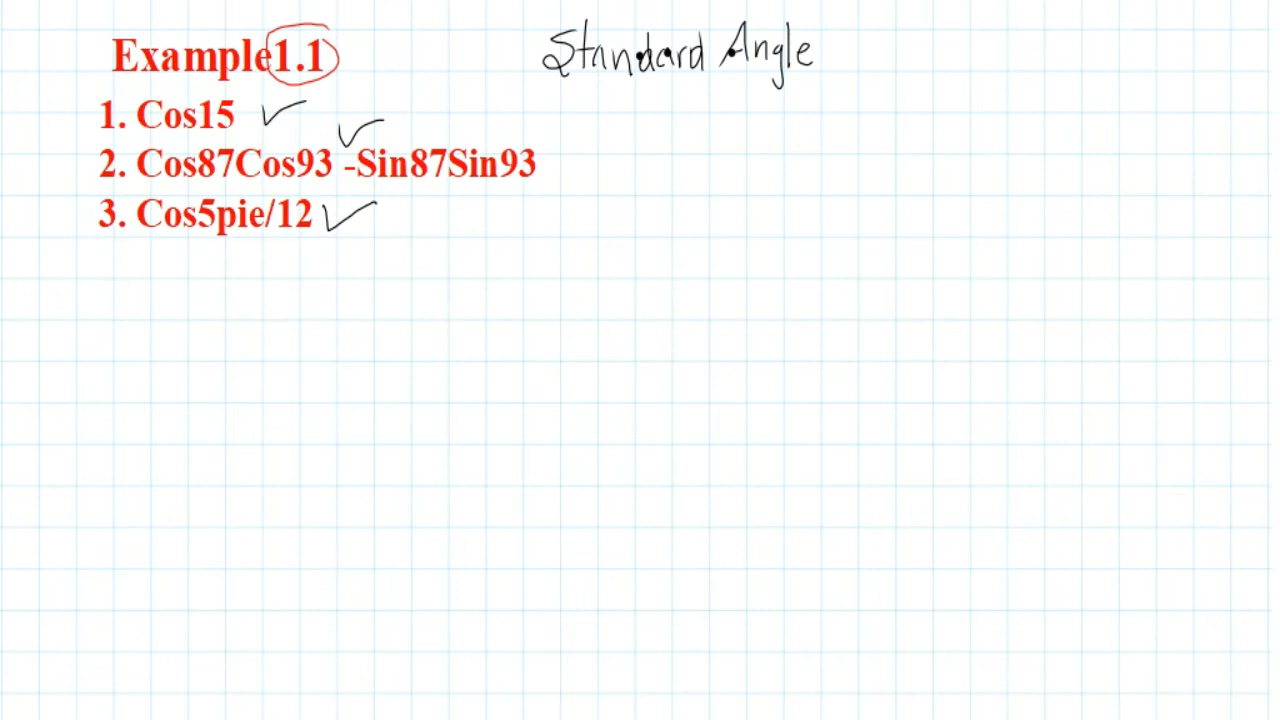 Example1.1
Standard Angle
1. Cos15
2. Cos87Cos93 -Sin87Sin93
3. Cos5pie/12